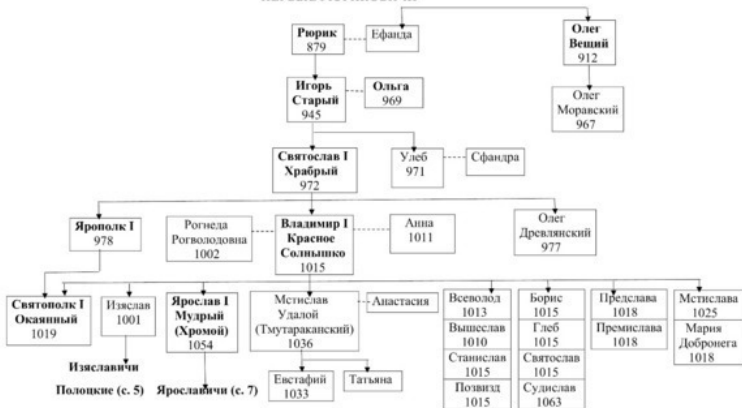 Рюрик
879
Ефанда
Олег
Вещий
912
Игорь
Старый
945
Ольга
969
Олег
Моравский
967
Святослав I
Храбрый
972
Улеб
971
Сфандра
Ярополк I
978
Рогнеда
Рогволодовна
1002
Владимир I
Красное
Солнышко
1015
Анна
1011
Олег
Древлянский
977
Святополк I
Окаянный
1019
Изяслав
1001
Ярослав I
Мудрый
(Хромой)
1054
Мстислав
Удалой
(Тмутараканский)
1036
Анастасия
Всеволод
1013
Вышеслав
1010
Станислав
1015
Позвизд
1015
Борис
1015
Глеб
1015
Святослав
1015
Судислав
1063
Предслава
1018
Премислава
1018
Мстислава
1025
Мария
Добронега
1018
Изяславичи
Полоцкие (с. 5)
Ярославичи (с. 7)
Евстафий
1033
Татьяна